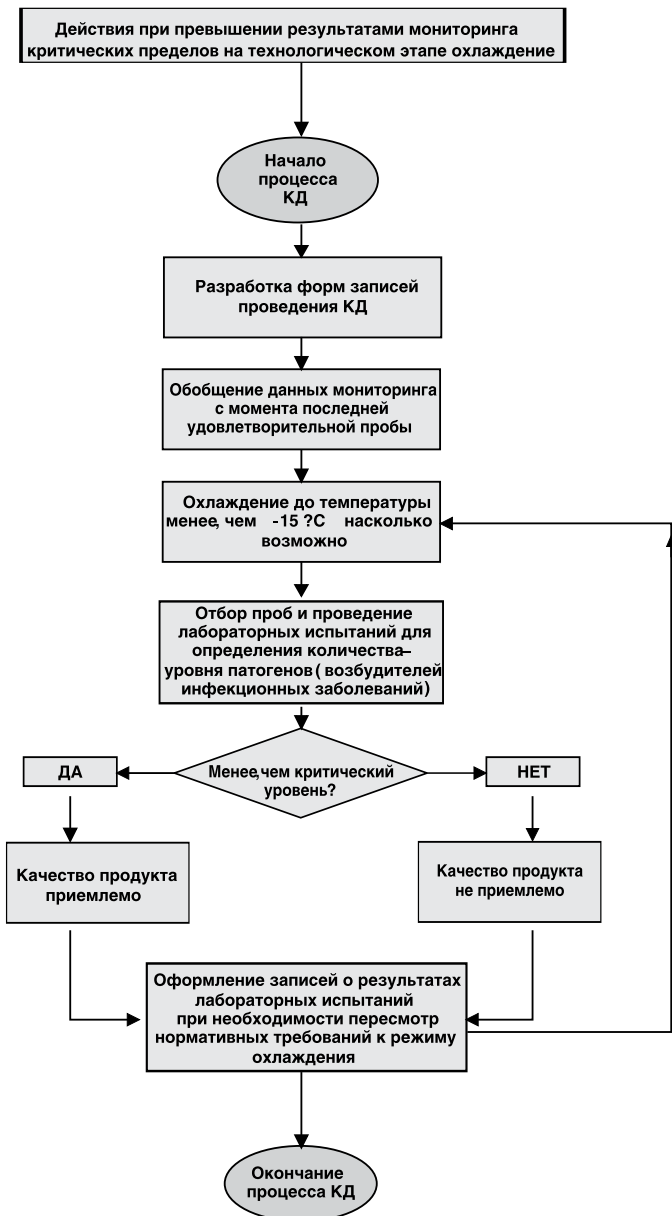 Действия при превышении результатами мониторинга
критических пределов на технологическом этапе охлаждение
Начало
процесса
КД
Разработка форм записей
проведения КД
Обобщение данных мониторинга
с момента последней
удовлетворительной пробы
Охлаждение до температуры
менее, чем -15 ?С насколько
возможно
Отбор проб и проведение
лабораторных испытаний для
определения количества–
уровня патогенов ( возбудителей
инфекционных заболеваний)
Менее,чем критический
уровень?
ДА
НЕТ
Качество продукта
приемлемо
Качество продукта
не приемлемо
Оформление записей о результатах
лабораторных испытаний
при необходимости пересмотр
нормативных требований к режиму
охлаждения
Окончание
процесса КД